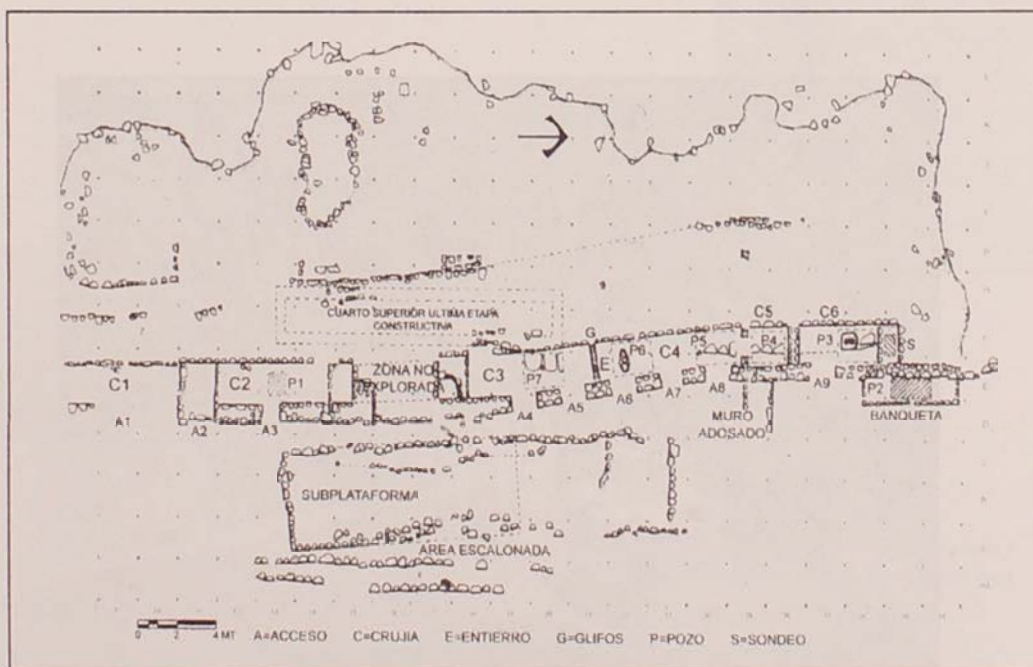 CUARTO SUPERIOR ULTIMA ETAPA
CONSTRUCTIVA
G
C5
C6
P5
P4
P3
S
E
P6
C4
C1
C2
P1
ZONA NO
EXPLORADA
C3
P7
A1
A2
A3
A4
A5
A6
A7
A8
A9
P2
MURO
ADOSADO
BANQUETA
SUBPLATAFORMA
AREA ESCALONADA
0 2 4 MT
A=ACCESO C=CRUJIA E=ENTIERRO G=GLIFOS P=POZO S=SONDEO